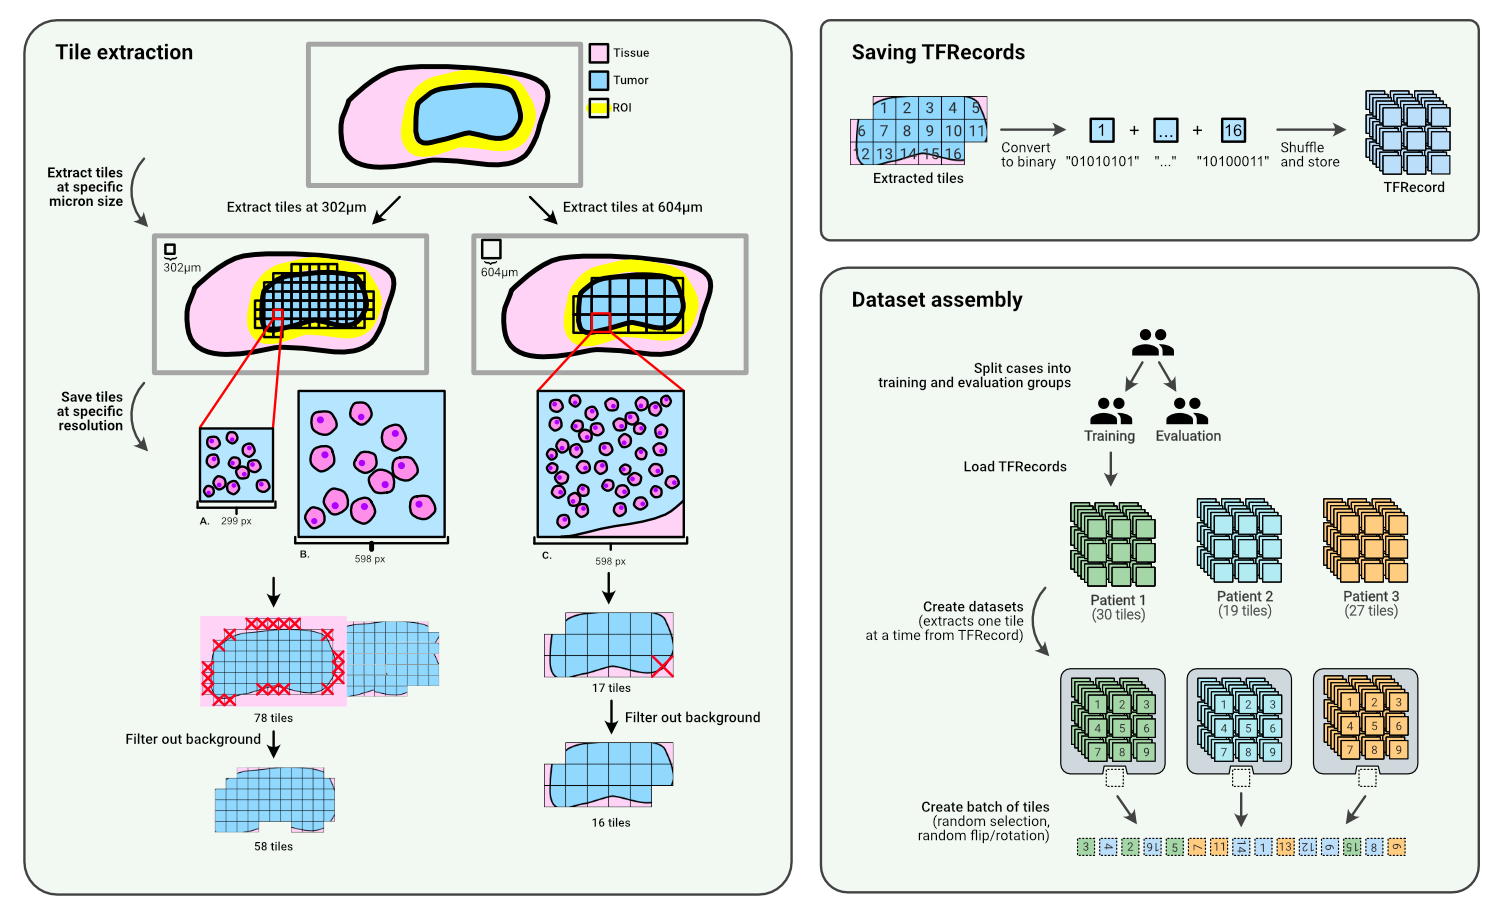 Tile extraction
Tissue
Tumor
ROI
Extract tiles
at specific
micron size
Extract tiles at 302µm
Extract tiles at 604µm
302µm
604µm
Save tiles
at specific
resolution
A.
299 px
B.
598 px
C.
598 px
78 tiles
Filter out background
58 tiles
17 tiles
Filter out background
16 tiles
Saving TFRecords
1 2 3 4 5
6 7 8 9 10 11
12 13 14 15 16
Extracted tiles
Convert
to binary
1 + ... + 16
"01010101" "..." "10100011"
Shuffle
and store
TFRecord
Dataset assembly
Split cases into
training and evaluation groups
Training
Evaluation
Load TFRecords
Patient 1
(30 tiles)
Patient 2
(19 tiles)
Patient 3
(27 tiles)
Create datasets
(extracts one tile
at a time from TFRecord)
1 2 3
4 5 6
7 8 9
1 2 3
4 5 6
7 8 9
1 2 3
4 5 6
7 8 9
Create batch of tiles
(random selection,
random flip/rotation)
3 4 2 16 5 7 11 14 1 13 12 6 15 8 6